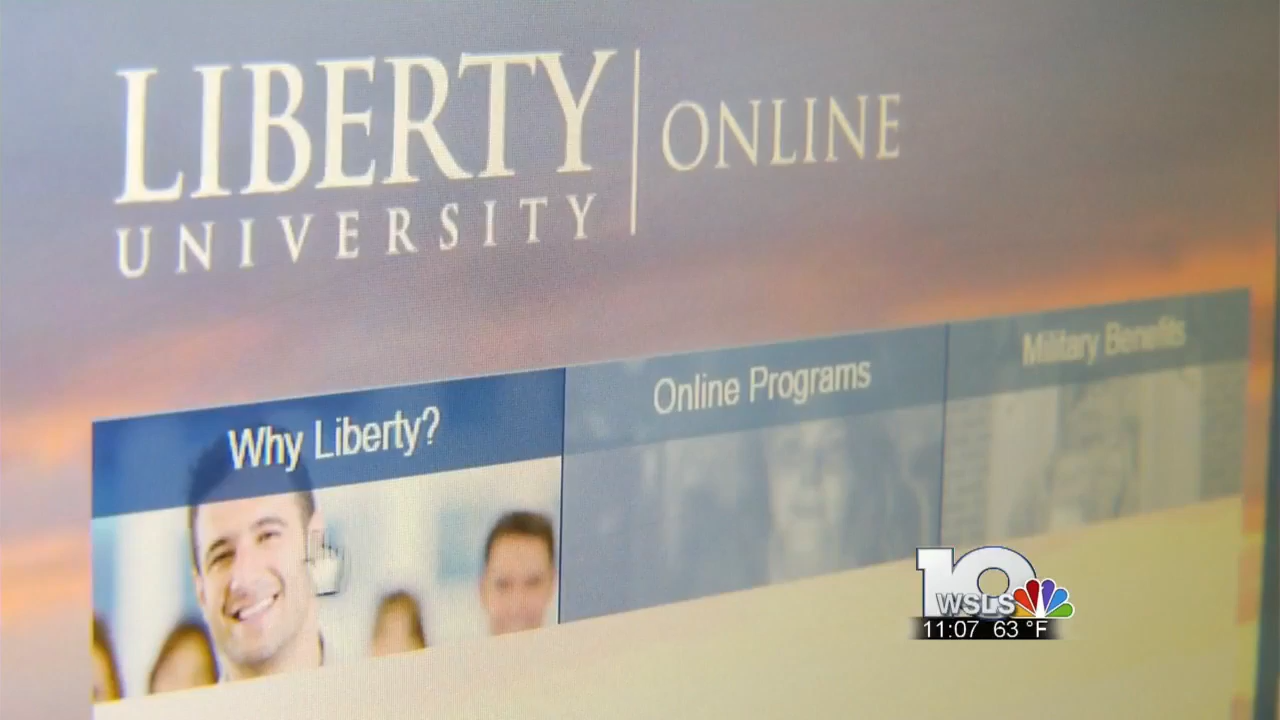 LIBERTY
UNIVERSITY
ONLINE
Why Liberty?
Online Programs
Military Benefits
10
WSLS
11:07 63 °F